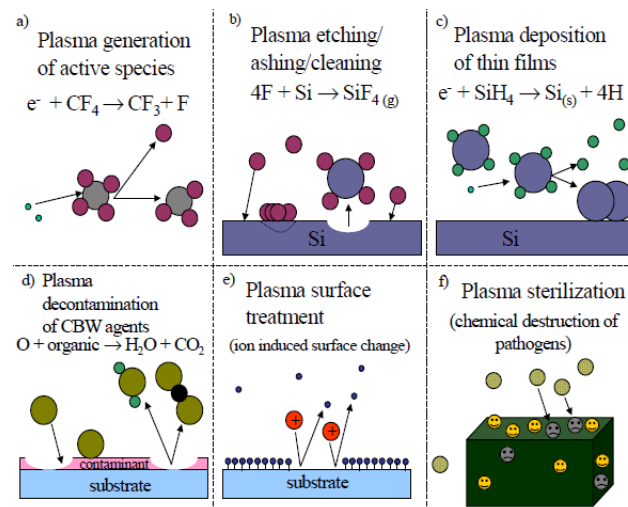 a)
Plasma generation
of active species
e⁻ + CF₄ → CF₃+ F
b)
Plasma etching/
ashing/cleaning
4F + Si → SiF₄ (g)
Si
c)
Plasma deposition
of thin films
e⁻ + SiH₄ → Si(s) + 4H
Si
d) Plasma
decontamination
of CBW agents
O + organic → H₂O + CO₂
contaminant
substrate
e)
Plasma surface
treatment
(ion induced surface change)
+ +
substrate
f)
Plasma sterilization
(chemical destruction of
pathogens)